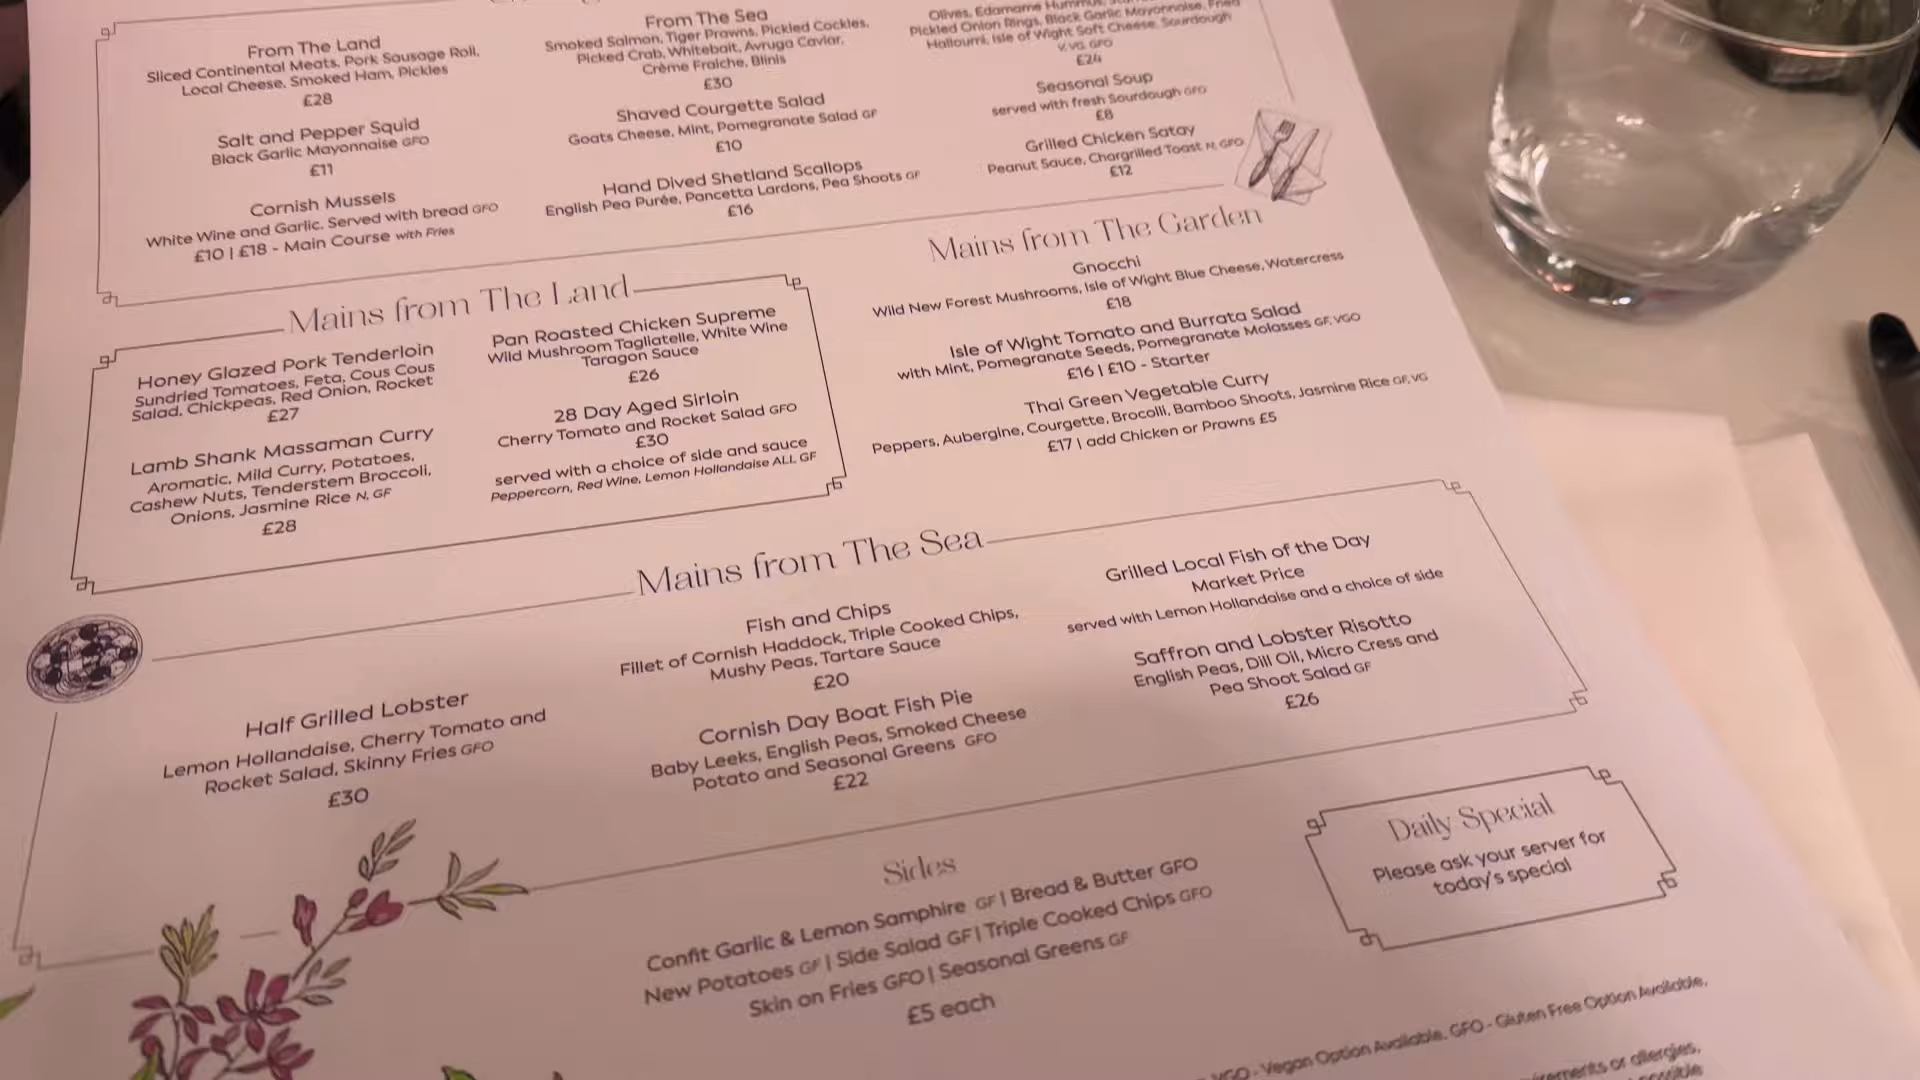 From The Land
Sliced Continental Meats, Pork Sausage Roll,
Local Cheese, Smoked Ham, Pickles
£28
Salt and Pepper Squid
Black Garlic Mayonnaise GFO
£11
Cornish Mussels
White Wine and Garlic, Served with bread GFO
£10 | £18 - Main Course with Fries
From The Sea
Smoked Salmon, Tiger Prawns, Pickled Cockles,
Picked Crab, Whitebait, Avruga Caviar,
Crème Fraiche, Blinis
£30
Shaved Courgette Salad
Goats Cheese, Mint, Pomegranate Salad GF
£10
Hand Dived Shetland Scallops
English Pea Purée, Pancetta Lardons, Pea Shoots GF
£16
Olives, Edamame Hummus,
Pickled Onion Rings, Black Garlic Mayonnaise, Fried
Halloumi, Isle of Wight Soft Cheese, Sourdough
V, VG, GFO
£24
Seasonal Soup
served with fresh Sourdough GFO
£8
Grilled Chicken Satay
Peanut Sauce, Chargrilled Toast N, GFO
£12
Mains from The Land
Honey Glazed Pork Tenderloin
Sundried Tomatoes, Feta, Cous Cous
Salad, Chickpeas, Red Onion, Rocket
£27
Lamb Shank Massaman Curry
Aromatic, Mild Curry, Potatoes,
Cashew Nuts, Tenderstem Broccoli,
Onions, Jasmine Rice N, GF
£28
Pan Roasted Chicken Supreme
Wild Mushroom Tagliatelle, White Wine
Taragon Sauce
£26
28 Day Aged Sirloin
Cherry Tomato and Rocket Salad GFO
£30
served with a choice of side and sauce
Peppercorn, Red Wine, Lemon Hollandaise ALL GF
Mains from The Garden
Gnocchi
Wild New Forest Mushrooms, Isle of Wight Blue Cheese, Watercress
£18
Isle of Wight Tomato and Burrata Salad
with Mint, Pomegranate Seeds, Pomegranate Molasses GF, VGO
£16 | £10 - Starter
Thai Green Vegetable Curry
Peppers, Aubergine, Courgette, Brocolli, Bamboo Shoots, Jasmine Rice GF, VG
£17 | add Chicken or Prawns £5
Mains from The Sea
Half Grilled Lobster
Lemon Hollandaise, Cherry Tomato and
Rocket Salad, Skinny Fries GFO
£30
Fish and Chips
Fillet of Cornish Haddock, Triple Cooked Chips,
Mushy Peas, Tartare Sauce
£20
Cornish Day Boat Fish Pie
Baby Leeks, English Peas, Smoked Cheese
Potato and Seasonal Greens GFO
£22
Grilled Local Fish of the Day
Market Price
served with Lemon Hollandaise and a choice of side
Saffron and Lobster Risotto
English Peas, Dill Oil, Micro Cress and
Pea Shoot Salad GF
£26
Sides
Confit Garlic & Lemon Samphire GF | Bread & Butter GFO
New Potatoes GF | Side Salad GF | Triple Cooked Chips GFO
Skin on Fries GFO | Seasonal Greens GF
£5 each
Daily Special
Please ask your server for
today's special
VGO - Vegan Option Available, GFO - Gluten Free Option Available,
or allergies,